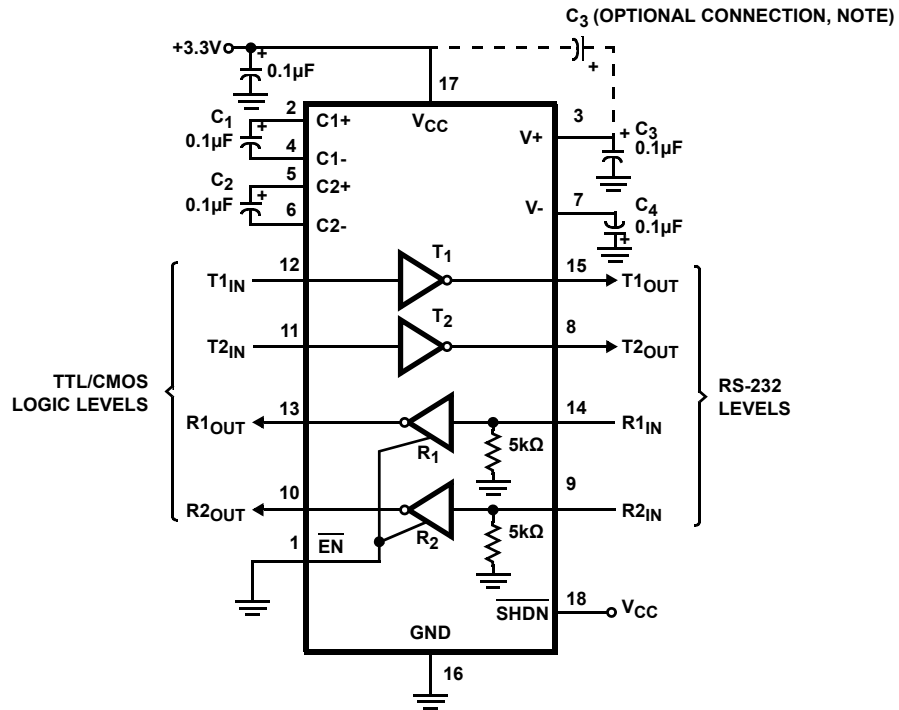 C3 (OPTIONAL CONNECTION, NOTE)
+3.3V
+
0.1µF
+
17
2
C1
0.1µF
+
C1+
VCC
3
V+
+
C3
0.1µF
4
C1-
5
C2
0.1µF
+
C2+
6
C2-
7
V-
C4
0.1µF
+
T1IN
12
T1
15
T1OUT
T2IN
11
T2
8
T2OUT
TTL/CMOS
LOGIC LEVELS
RS-232
LEVELS
R1OUT
13
R1
5kΩ
14
R1IN
R2OUT
10
R2
5kΩ
9
R2IN
1
EN
SHDN
18
VCC
GND
16